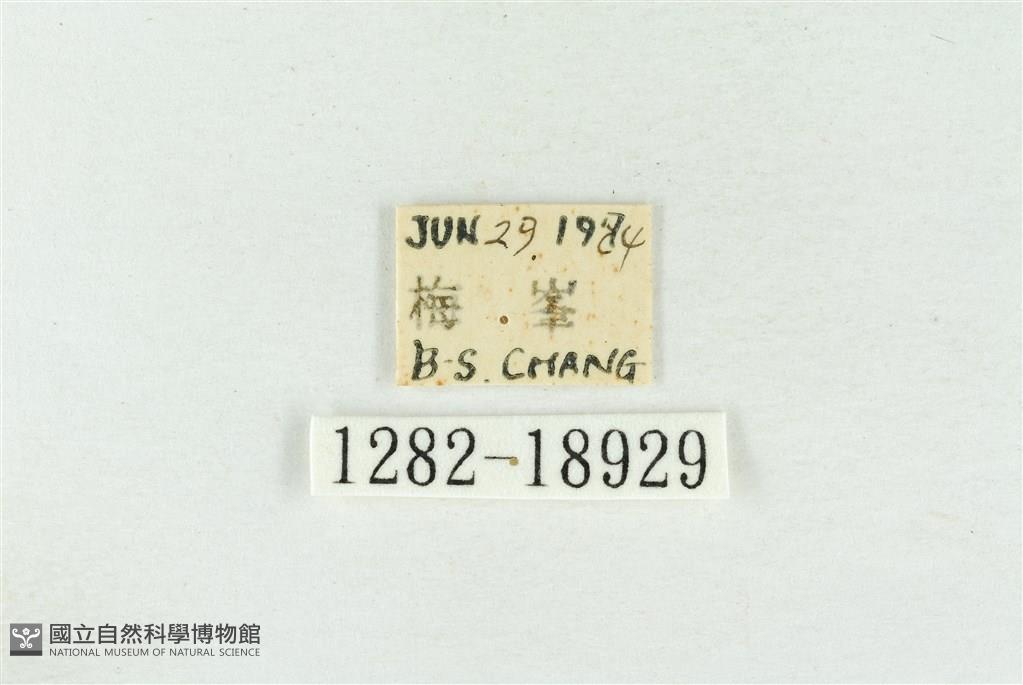 JUN 29. 1984
梅 峯
B-S. CHANG
1282-18929
國立自然科學博物館
NATIONAL MUSEUM OF NATURAL SCIENCE